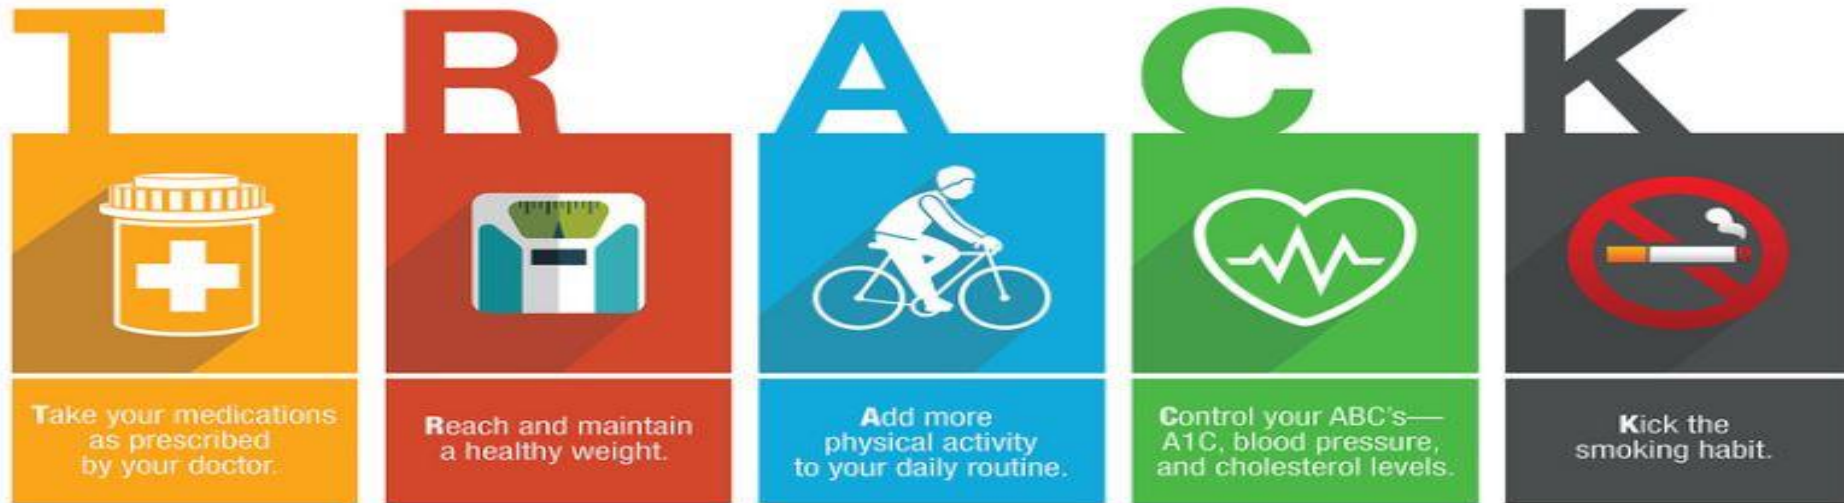 T R A C K
Take your medications
as prescribed
by your doctor.
Reach and maintain
a healthy weight.
Add more
physical activity
to your daily routine.
Control your ABC's—
A1C, blood pressure,
and cholesterol levels.
Kick the
smoking habit.